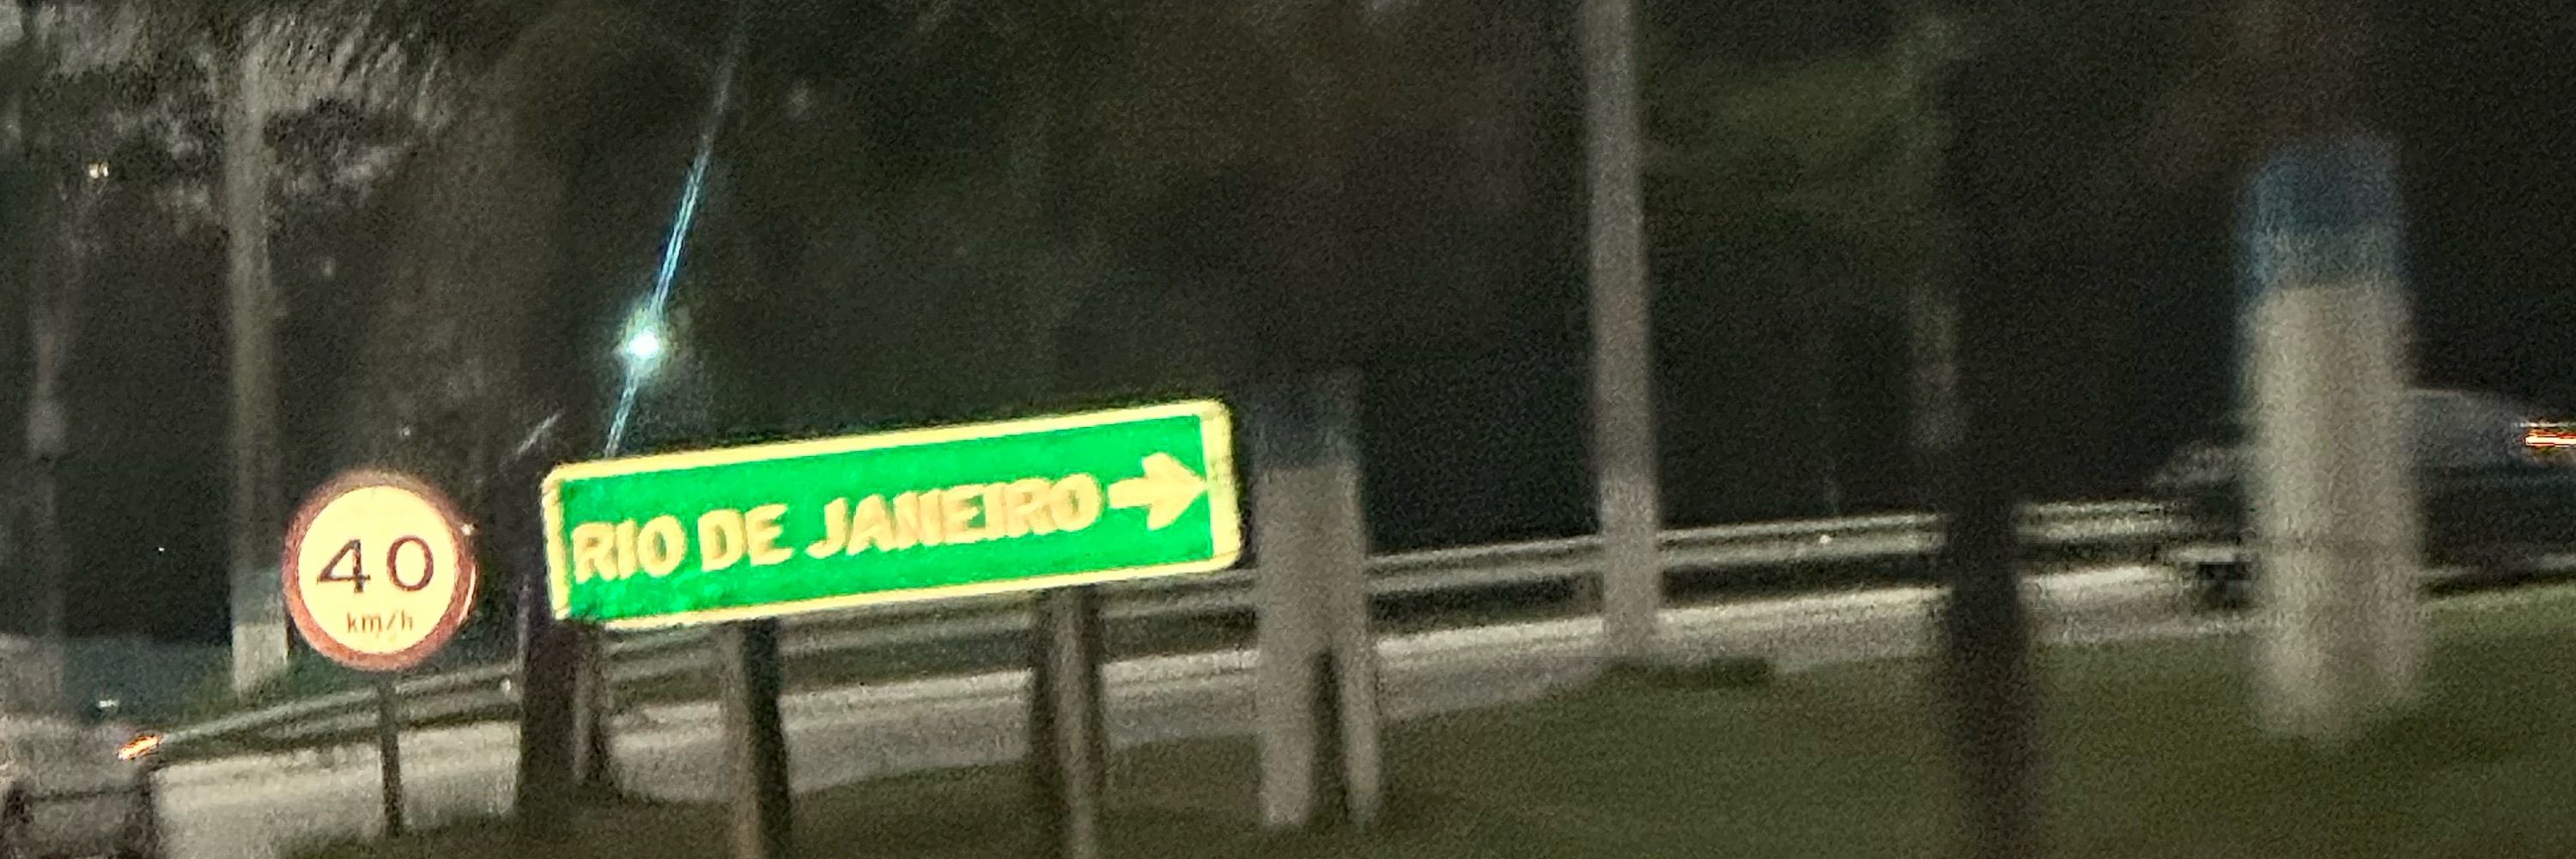 40
km/h
RIO DE JANEIRO →